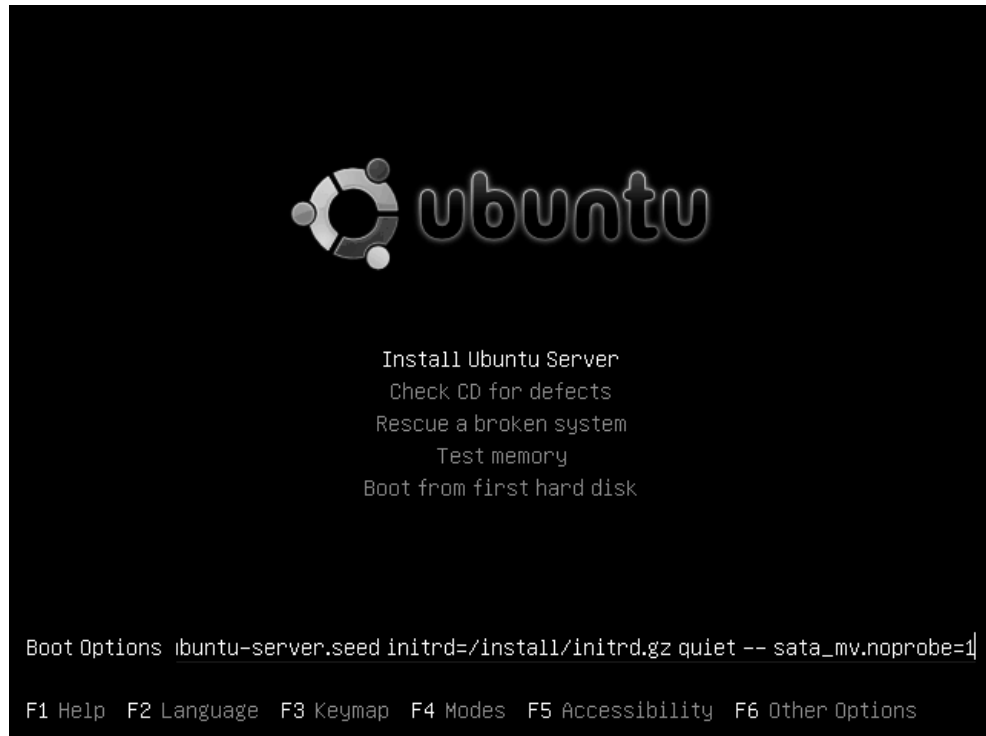 ubuntu
Install Ubuntu Server
Check CD for defects
Rescue a broken system
Test memory
Boot from first hard disk
Boot Options ubuntu-server.seed initrd=/install/initrd.gz quiet -- sata_mv.noprobe=1
F1 Help F2 Language F3 Keymap F4 Modes F5 Accessibility F6 Other Options